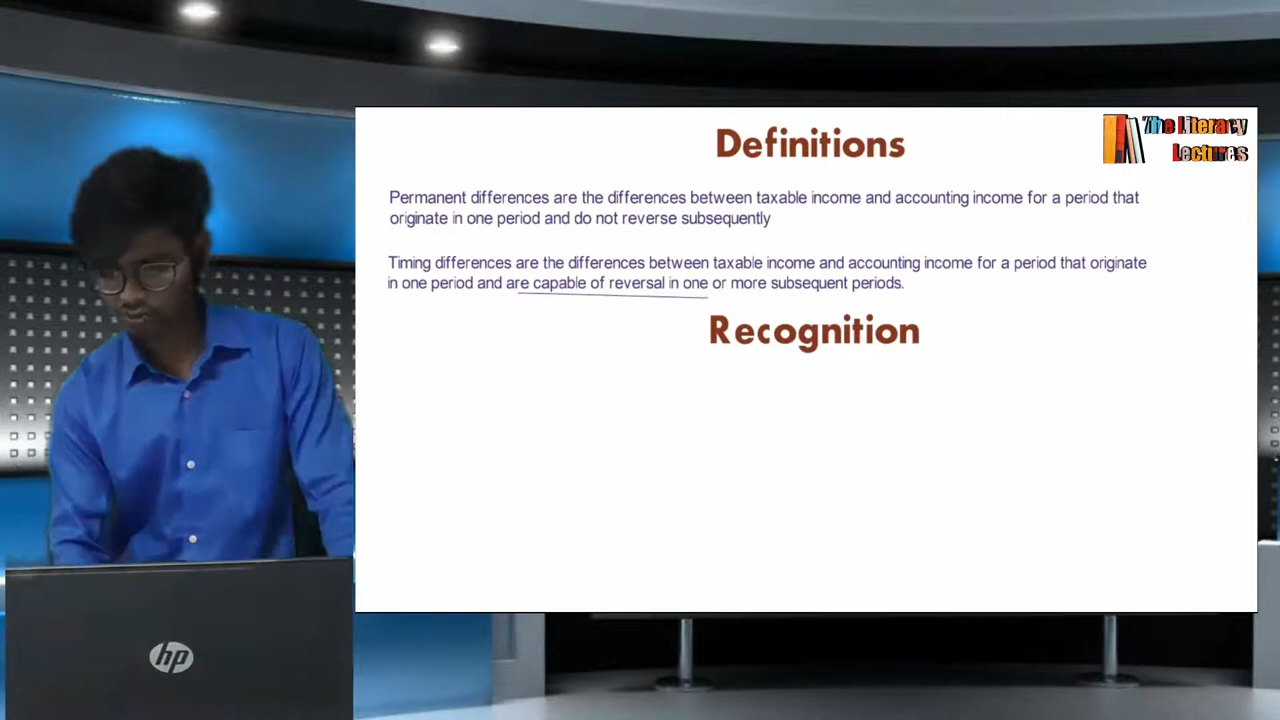 Definitions
The Literacy
Lectures
Permanent differences are the differences between taxable income and accounting income for a period that
originate in one period and do not reverse subsequently
Timing differences are the differences between taxable income and accounting income for a period that originate
in one period and are capable of reversal in one or more subsequent periods.
Recognition
hp